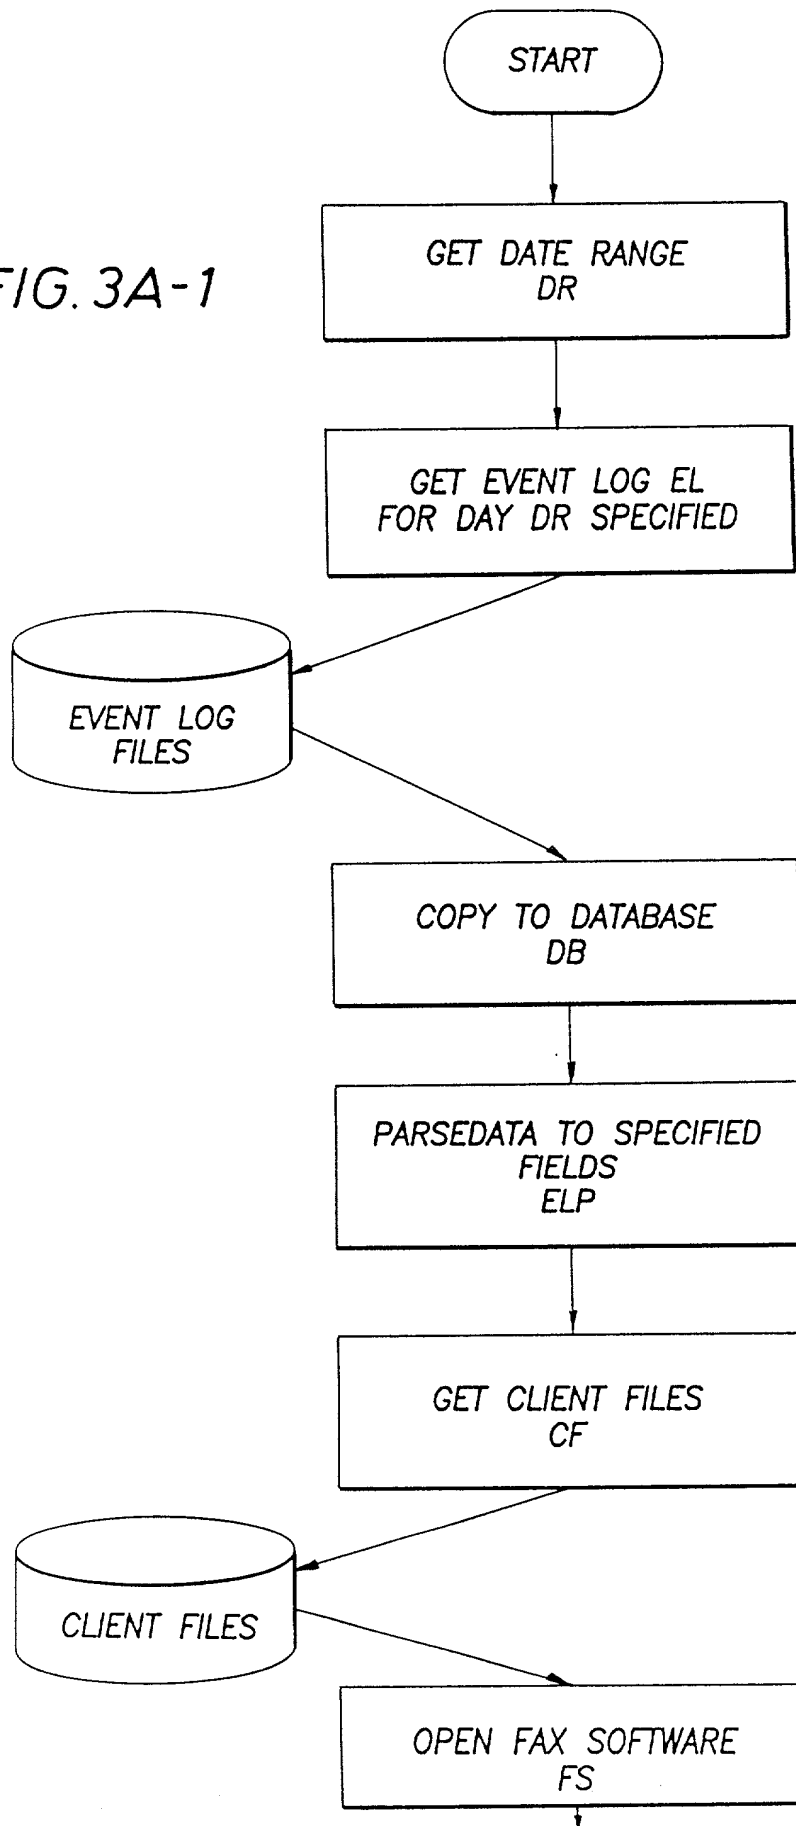 START
GET DATE RANGE
DR
FIG. 3A-1
GET EVENT LOG EL
FOR DAY DR SPECIFIED
EVENT LOG
FILES
COPY TO DATABASE
DB
PARSEDATA TO SPECIFIED
FIELDS
ELP
GET CLIENT FILES
CF
CLIENT FILES
OPEN FAX SOFTWARE
FS